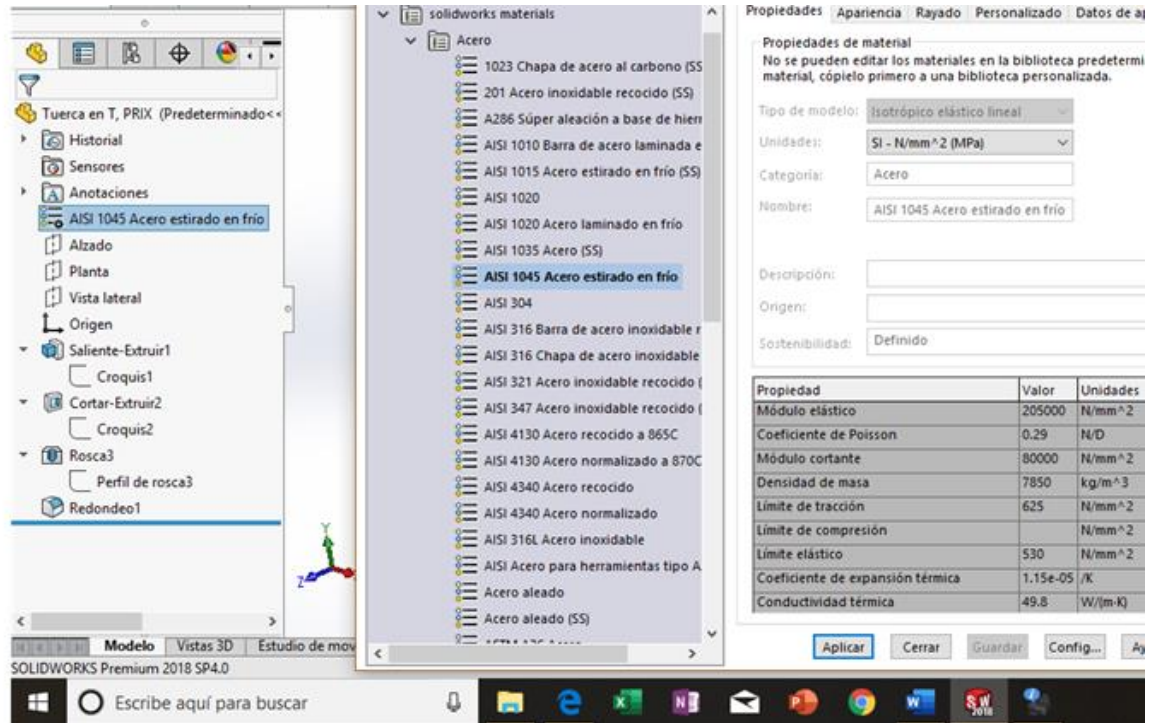 Tuerca en T, PRIX (Predeterminado<<
Historial
Sensores
Anotaciones
AISI 1045 Acero estirado en frío
Alzado
Planta
Vista lateral
Origen
Saliente-Extruir1
Croquis1
Cortar-Extruir2
Croquis2
Rosca3
Perfil de rosca3
Redondeo1
Y
Z
Modelo Vistas 3D Estudio de mov
SOLIDWORKS Premium 2018 SP4.0
solidworks materials
Acero
1023 Chapa de acero al carbono (SS
201 Acero inoxidable recocido (SS)
A286 Súper aleación a base de hierr
AISI 1010 Barra de acero laminada e
AISI 1015 Acero estirado en frío (SS)
AISI 1020
AISI 1020 Acero laminado en frío
AISI 1035 Acero (SS)
AISI 1045 Acero estirado en frío
AISI 304
AISI 316 Barra de acero inoxidable r
AISI 316 Chapa de acero inoxidable
AISI 321 Acero inoxidable recocido (
AISI 347 Acero inoxidable recocido (
AISI 4130 Acero recocido a 865C
AISI 4130 Acero normalizado a 870C
AISI 4340 Acero recocido
AISI 4340 Acero normalizado
AISI 316L Acero inoxidable
AISI Acero para herramientas tipo A
Acero aleado
Acero aleado (SS)
Propiedades Apariencia Rayado Personalizado Datos de ap
Propiedades de material
No se pueden editar los materiales en la biblioteca predetermi
material, cópielo primero a una biblioteca personalizada.
Tipo de modelo: Isotrópico elástico lineal
Unidades: SI - N/mm^2 (MPa)
Categoría: Acero
Nombre: AISI 1045 Acero estirado en frío
Descripción:
Origen:
Sostenibilidad: Definido
Propiedad Valor Unidades
Módulo elástico 205000 N/mm^2
Coeficiente de Poisson 0.29 N/D
Módulo cortante 80000 N/mm^2
Densidad de masa 7850 kg/m^3
Límite de tracción 625 N/mm^2
Límite de compresión N/mm^2
Límite elástico 530 N/mm^2
Coeficiente de expansión térmica 1.15e-05 /K
Conductividad térmica 49.8 W/(m·K)
Aplicar Cerrar Guardar Config... Ay
Escribe aquí para buscar
SW 2018